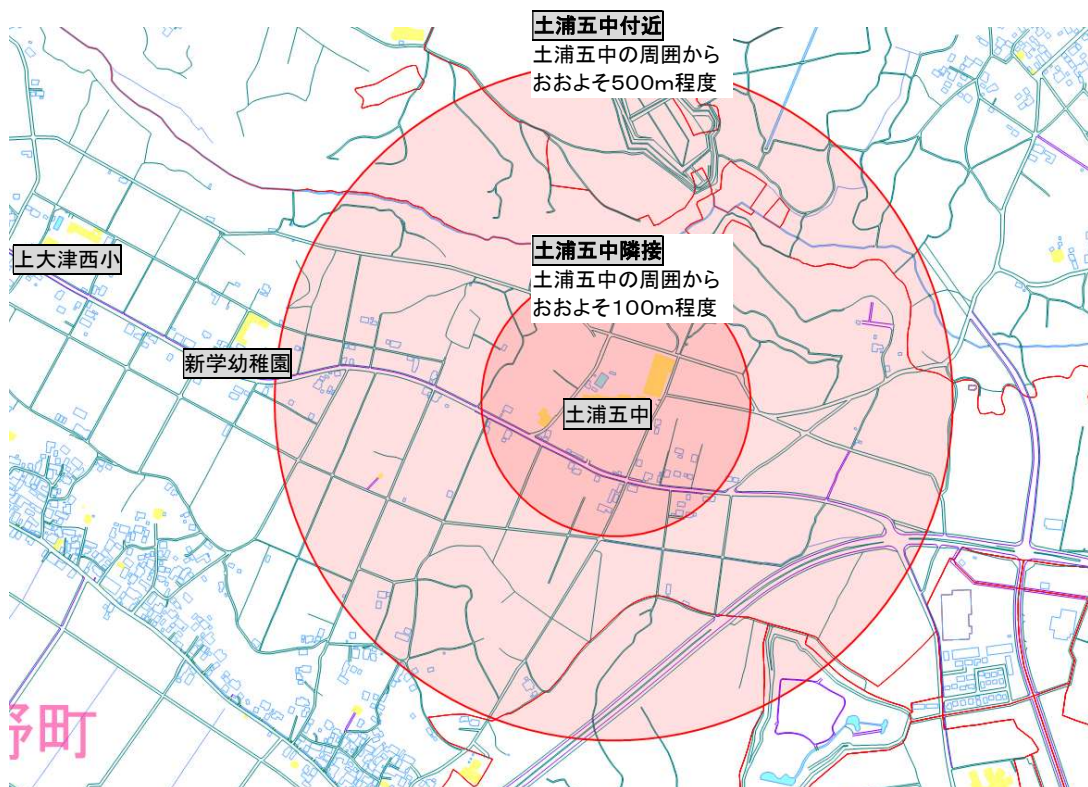 土浦五中付近
土浦五中の周囲から
おおよそ500m程度
土浦五中隣接
土浦五中の周囲から
おおよそ100m程度
上大津西小
新学幼稚園
土浦五中
野町